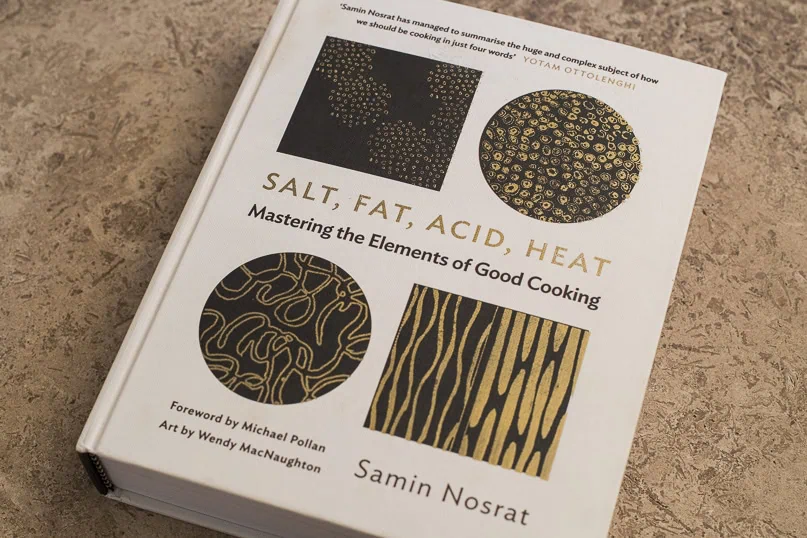 'Samin Nosrat has managed to summarise the huge and complex subject of how
we should be cooking in just four words' YOTAM OTTOLENGHI
SALT, FAT, ACID, HEAT
Mastering the Elements of Good Cooking
Foreword by Michael Pollan
Art by Wendy MacNaughton
Samin Nosrat